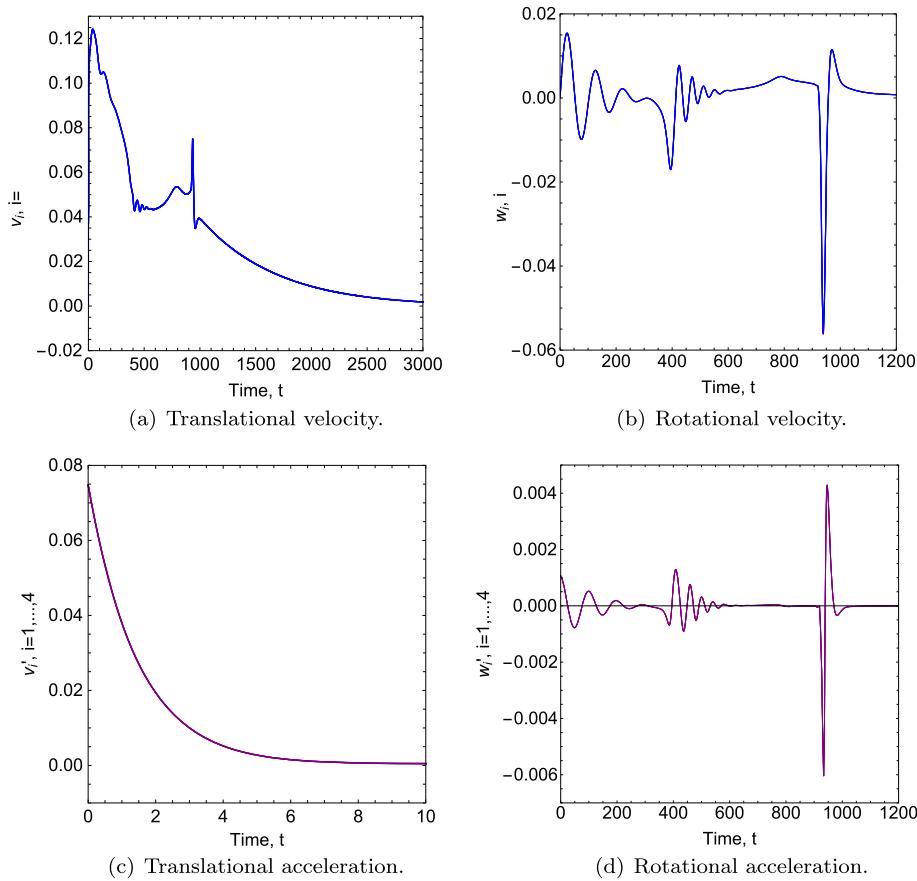 0.12
0.10
0.08
0.06
0.04
0.02
0.00
−0.02
v_i, i=
0 500 1000 1500 2000 2500 3000
Time, t
(a) Translational velocity.
0.02
0.00
−0.02
−0.04
−0.06
w_i, i
0 200 400 600 800 1000 1200
Time, t
(b) Rotational velocity.
0.08
0.06
0.04
0.02
0.00
v_i', i=1,...,4
0 2 4 6 8 10
Time, t
(c) Translational acceleration.
0.004
0.002
0.000
−0.002
−0.004
−0.006
w_i', i=1,...,4
0 200 400 600 800 1000 1200
Time, t
(d) Rotational acceleration.